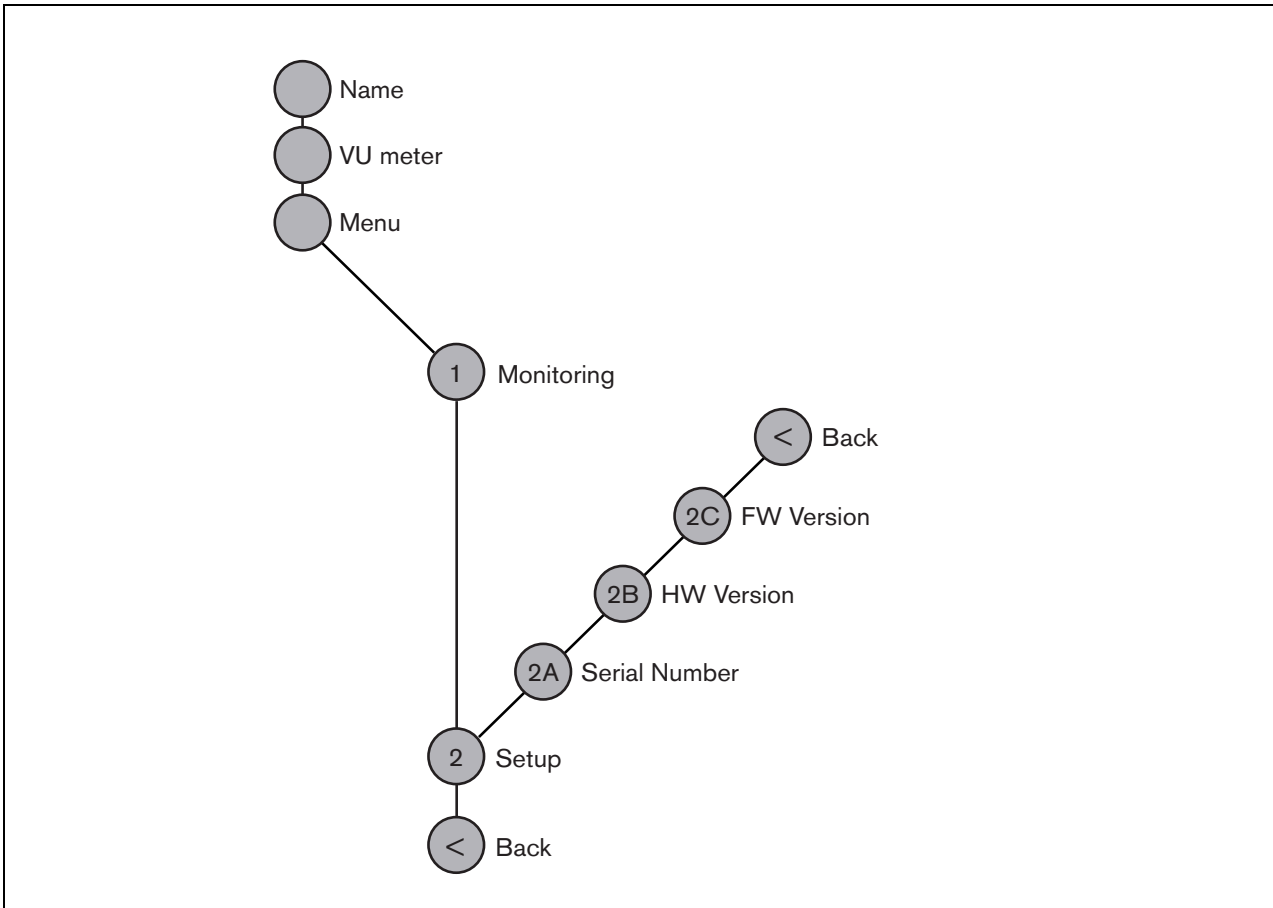 Name
VU meter
Menu
1 Monitoring
< Back
2C FW Version
2B HW Version
2A Serial Number
2 Setup
< Back